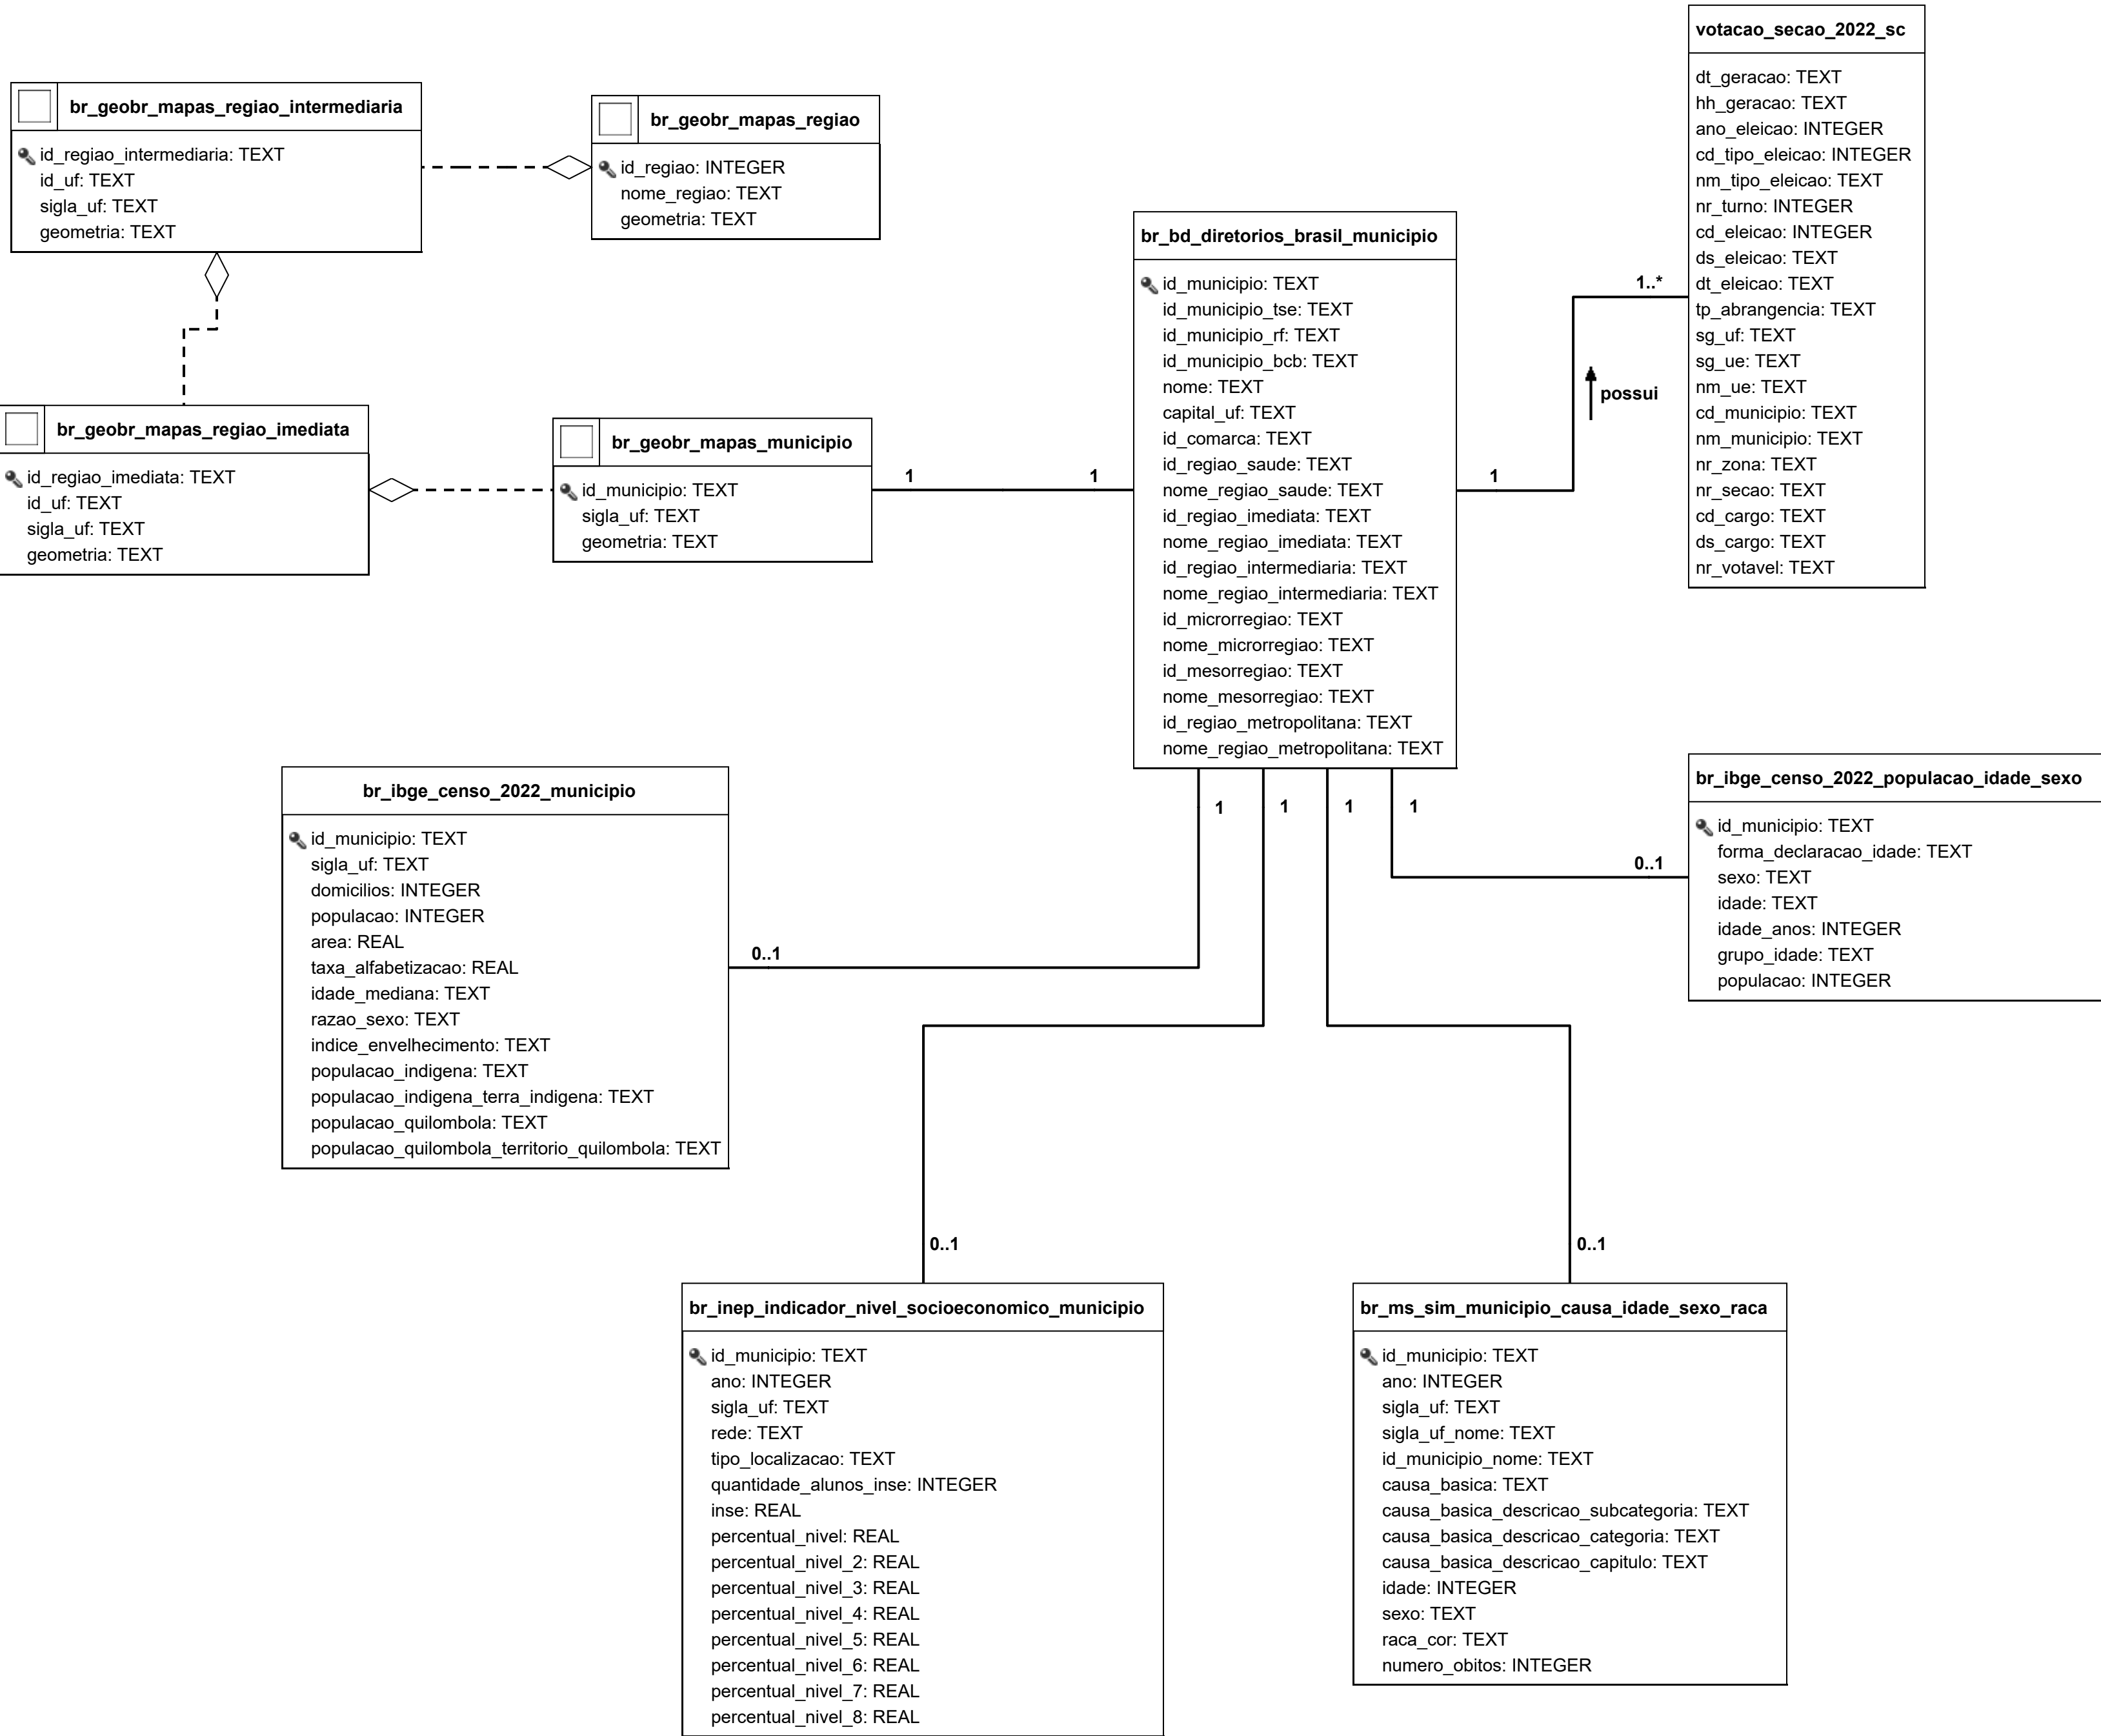 br_geobr_mapas_regiao_intermediaria
id_regiao_intermediaria: TEXT
id_uf: TEXT
sigla_uf: TEXT
geometria: TEXT
br_geobr_mapas_regiao
id_regiao: INTEGER
nome_regiao: TEXT
geometria: TEXT
br_geobr_mapas_regiao_imediata
id_regiao_imediata: TEXT
id_uf: TEXT
sigla_uf: TEXT
geometria: TEXT
br_geobr_mapas_municipio
id_municipio: TEXT
sigla_uf: TEXT
geometria: TEXT
1
1
br_bd_diretorios_brasil_municipio
id_municipio: TEXT
id_municipio_tse: TEXT
id_municipio_rf: TEXT
id_municipio_bcb: TEXT
nome: TEXT
capital_uf: TEXT
id_comarca: TEXT
id_regiao_saude: TEXT
nome_regiao_saude: TEXT
id_regiao_imediata: TEXT
nome_regiao_imediata: TEXT
id_regiao_intermediaria: TEXT
nome_regiao_intermediaria: TEXT
id_microrregiao: TEXT
nome_microrregiao: TEXT
id_mesorregiao: TEXT
nome_mesorregiao: TEXT
id_regiao_metropolitana: TEXT
nome_regiao_metropolitana: TEXT
1
possui
1..*
votacao_secao_2022_sc
dt_geracao: TEXT
hh_geracao: TEXT
ano_eleicao: INTEGER
cd_tipo_eleicao: INTEGER
nm_tipo_eleicao: TEXT
nr_turno: INTEGER
cd_eleicao: INTEGER
ds_eleicao: TEXT
dt_eleicao: TEXT
tp_abrangencia: TEXT
sg_uf: TEXT
sg_ue: TEXT
nm_ue: TEXT
cd_municipio: TEXT
nm_municipio: TEXT
nr_zona: TEXT
nr_secao: TEXT
cd_cargo: TEXT
ds_cargo: TEXT
nr_votavel: TEXT
1
1
1
1
0..1
0..1
0..1
0..1
br_ibge_censo_2022_municipio
id_municipio: TEXT
sigla_uf: TEXT
domicilios: INTEGER
populacao: INTEGER
area: REAL
taxa_alfabetizacao: REAL
idade_mediana: TEXT
razao_sexo: TEXT
indice_envelhecimento: TEXT
populacao_indigena: TEXT
populacao_indigena_terra_indigena: TEXT
populacao_quilombola: TEXT
populacao_quilombola_territorio_quilombola: TEXT
br_ibge_censo_2022_populacao_idade_sexo
id_municipio: TEXT
forma_declaracao_idade: TEXT
sexo: TEXT
idade: TEXT
idade_anos: INTEGER
grupo_idade: TEXT
populacao: INTEGER
br_inep_indicador_nivel_socioeconomico_municipio
id_municipio: TEXT
ano: INTEGER
sigla_uf: TEXT
rede: TEXT
tipo_localizacao: TEXT
quantidade_alunos_inse: INTEGER
inse: REAL
percentual_nivel: REAL
percentual_nivel_2: REAL
percentual_nivel_3: REAL
percentual_nivel_4: REAL
percentual_nivel_5: REAL
percentual_nivel_6: REAL
percentual_nivel_7: REAL
percentual_nivel_8: REAL
br_ms_sim_municipio_causa_idade_sexo_raca
id_municipio: TEXT
ano: INTEGER
sigla_uf: TEXT
sigla_uf_nome: TEXT
id_municipio_nome: TEXT
causa_basica: TEXT
causa_basica_descricao_subcategoria: TEXT
causa_basica_descricao_categoria: TEXT
causa_basica_descricao_capitulo: TEXT
idade: INTEGER
sexo: TEXT
raca_cor: TEXT
numero_obitos: INTEGER